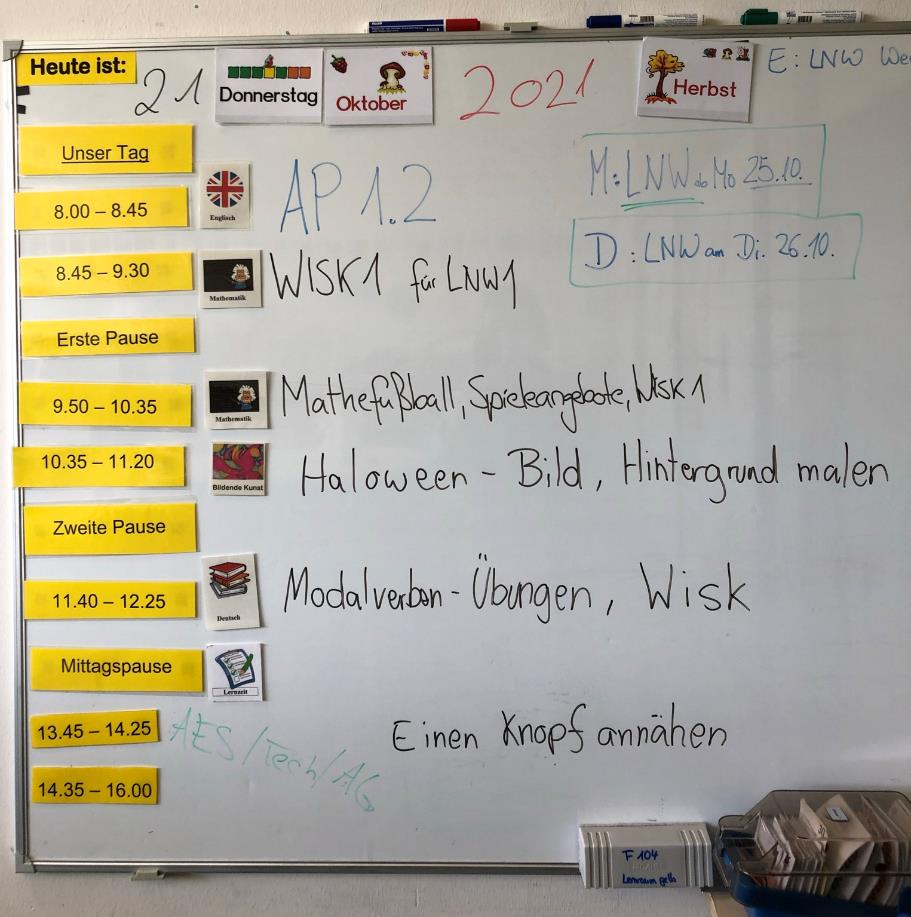 Heute ist: 21 Donnerstag Oktober 2021 Herbst E: LNW We
Unser Tag
M: LNW ab Mo 25.10.
8.00 – 8.45 Englisch AP 1.2
D: LNW am Di. 26.10.
8.45 – 9.30 Mathematik WISK1 für LNW1
Erste Pause
9.50 – 10.35 Mathematik Mathefußball, Spieleangebote, Wisk1
10.35 – 11.20 Bildende Kunst Haloween - Bild, Hintergrund malen
Zweite Pause
11.40 – 12.25 Deutsch Modalverben - Übungen, Wisk
Mittagspause Lernzeit
13.45 – 14.25 AES/Tech/AG Einen Knopf annähen
14.35 – 16.00
F 104
Lernraum gelb